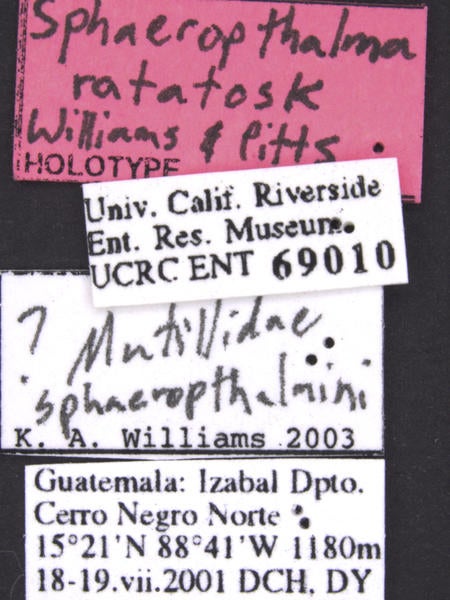 Sphaeropthalma
ratatosk
Williams & Pitts
HOLOTYPE
Univ. Calif. Riverside
Ent. Res. Museum
UCRC ENT 69010
? Mutillidae
sphaeropthalmini
K. A. Williams 2003
Guatemala: Izabal Dpto.
Cerro Negro Norte
15°21'N 88°41'W 1180m
18-19.vii.2001 DCH, DY